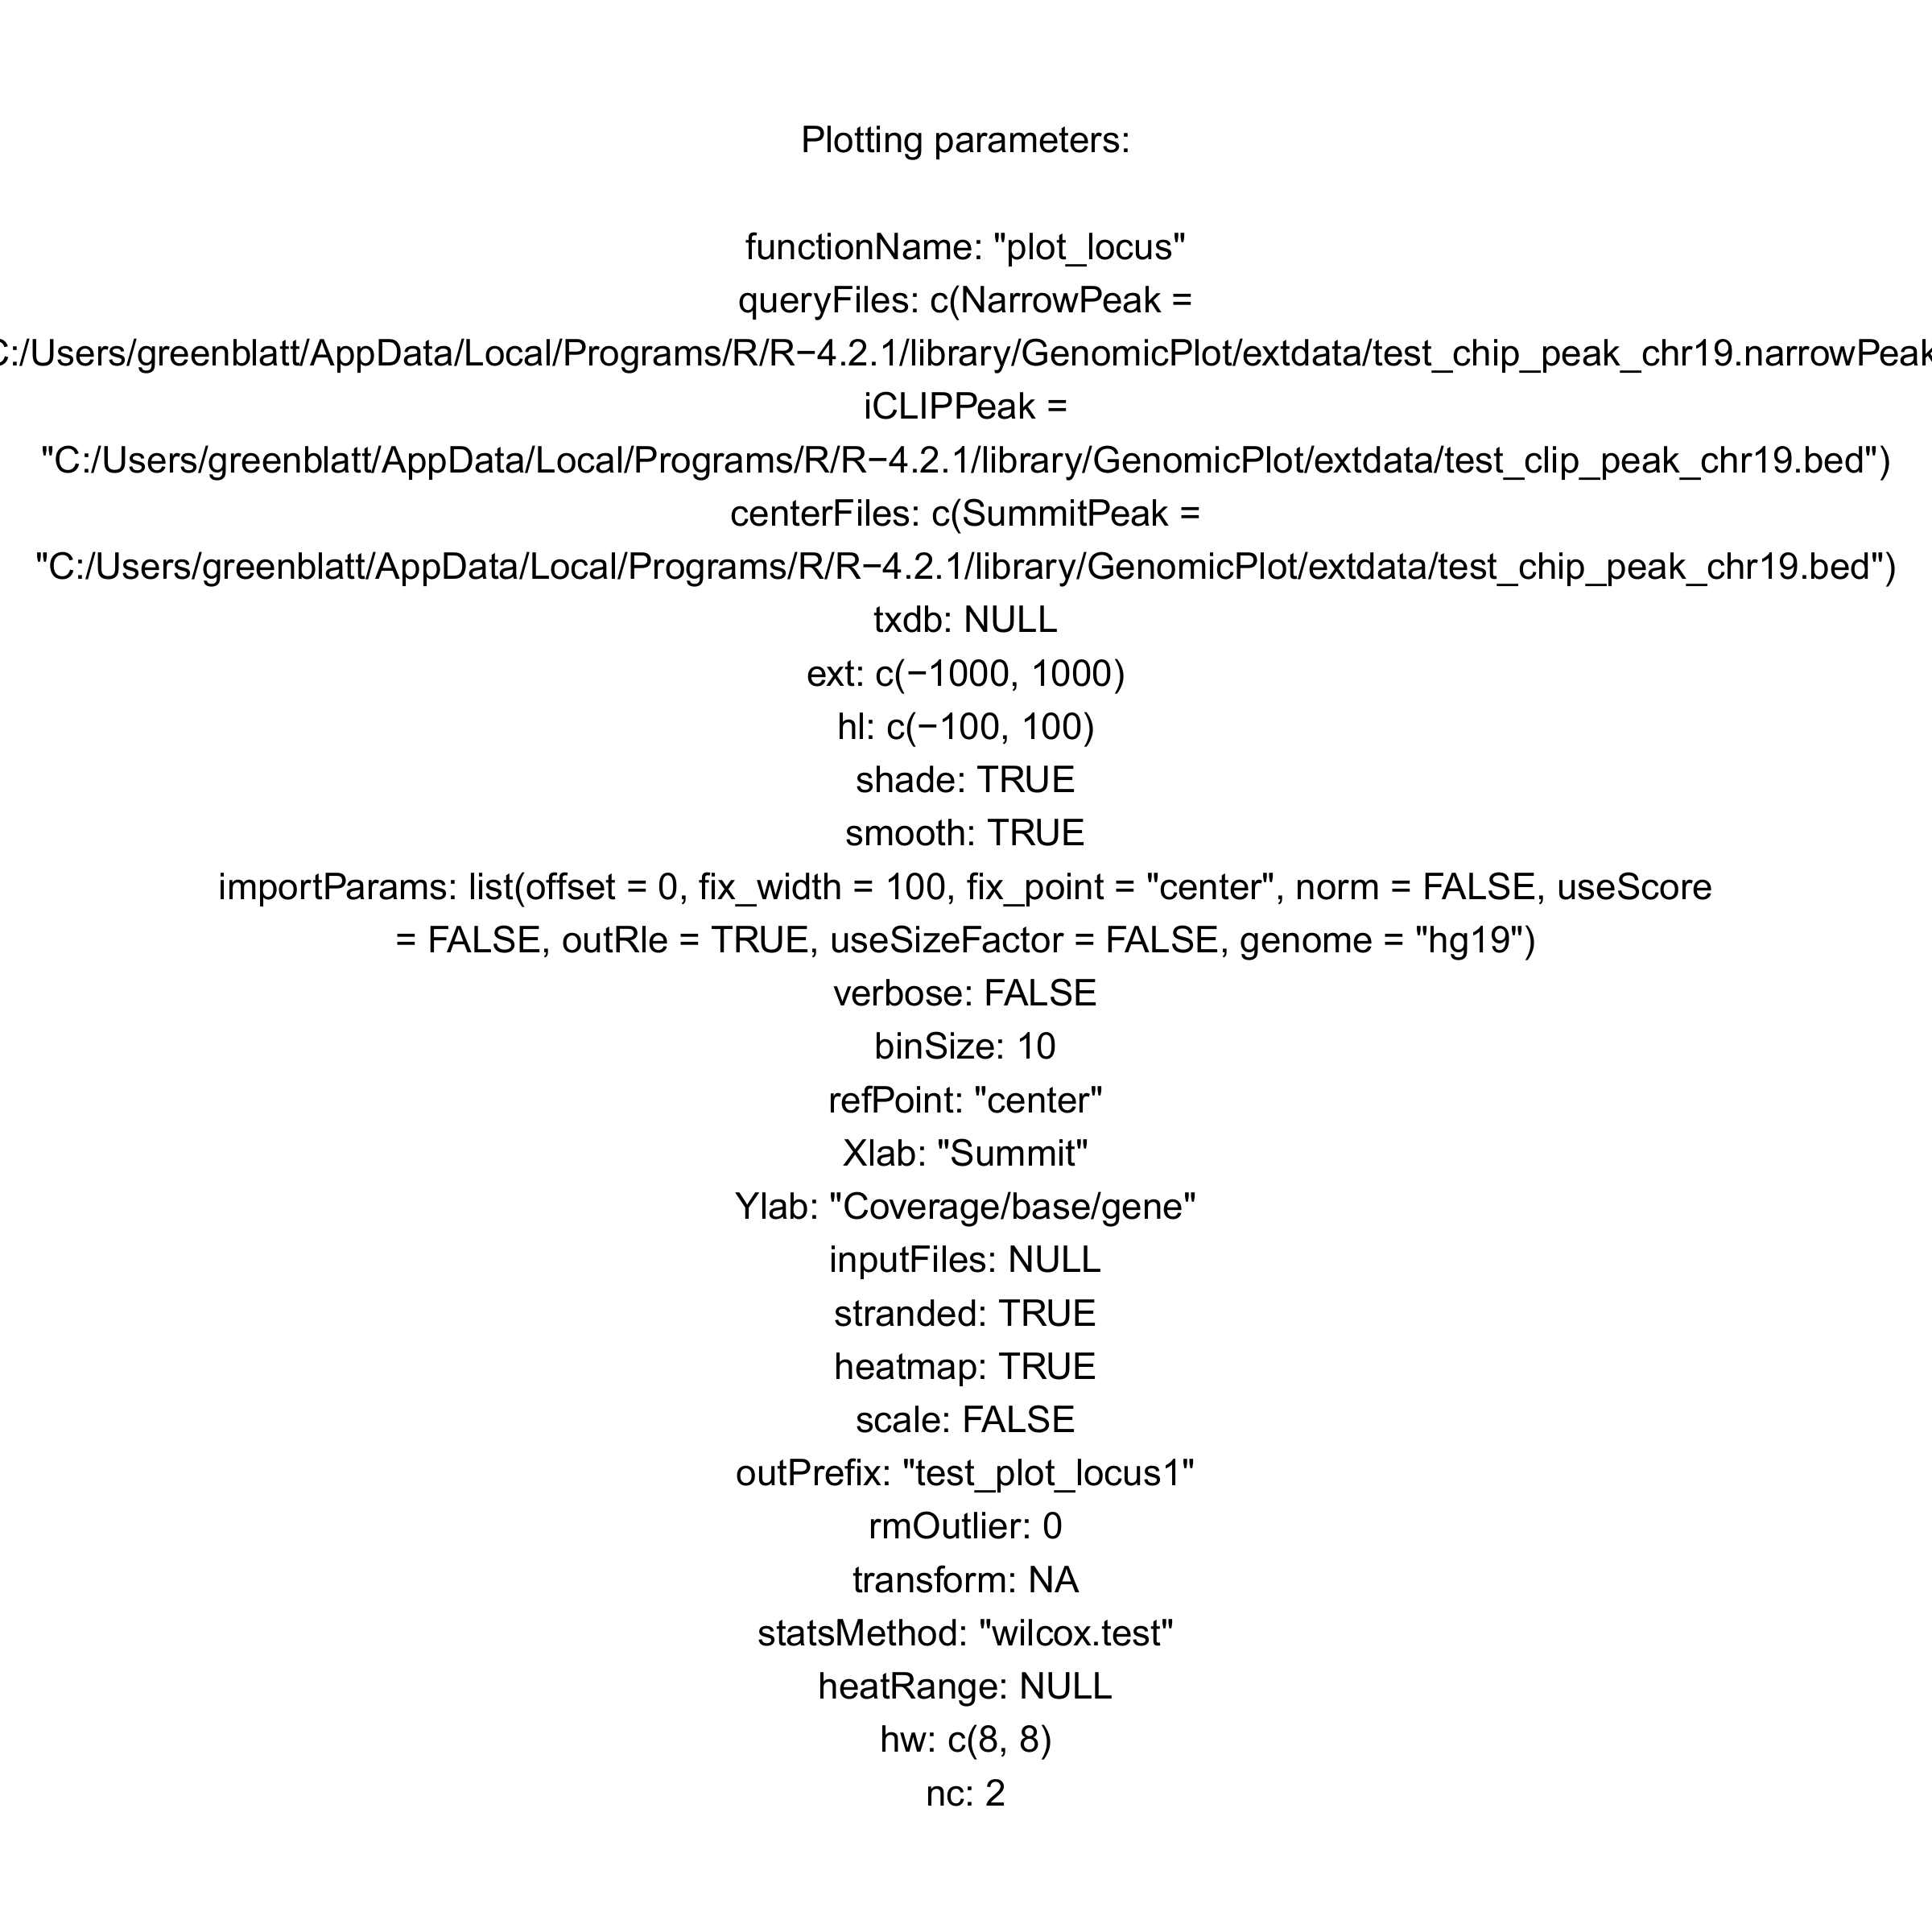 Plotting parameters:
functionName: "plot_locus"
queryFiles: c(NarrowPeak =
C:/Users/greenblatt/AppData/Local/Programs/R/R−4.2.1/library/GenomicPlot/extdata/test_chip_peak_chr19.narrowPeak
iCLIPPeak =
"C:/Users/greenblatt/AppData/Local/Programs/R/R−4.2.1/library/GenomicPlot/extdata/test_clip_peak_chr19.bed")
centerFiles: c(SummitPeak =
"C:/Users/greenblatt/AppData/Local/Programs/R/R−4.2.1/library/GenomicPlot/extdata/test_chip_peak_chr19.bed")
txdb: NULL
ext: c(−1000, 1000)
hl: c(−100, 100)
shade: TRUE
smooth: TRUE
importParams: list(offset = 0, fix_width = 100, fix_point = "center", norm = FALSE, useScore
= FALSE, outRle = TRUE, useSizeFactor = FALSE, genome = "hg19")
verbose: FALSE
binSize: 10
refPoint: "center"
Xlab: "Summit"
Ylab: "Coverage/base/gene"
inputFiles: NULL
stranded: TRUE
heatmap: TRUE
scale: FALSE
outPrefix: "test_plot_locus1"
rmOutlier: 0
transform: NA
statsMethod: "wilcox.test"
heatRange: NULL
hw: c(8, 8)
nc: 2